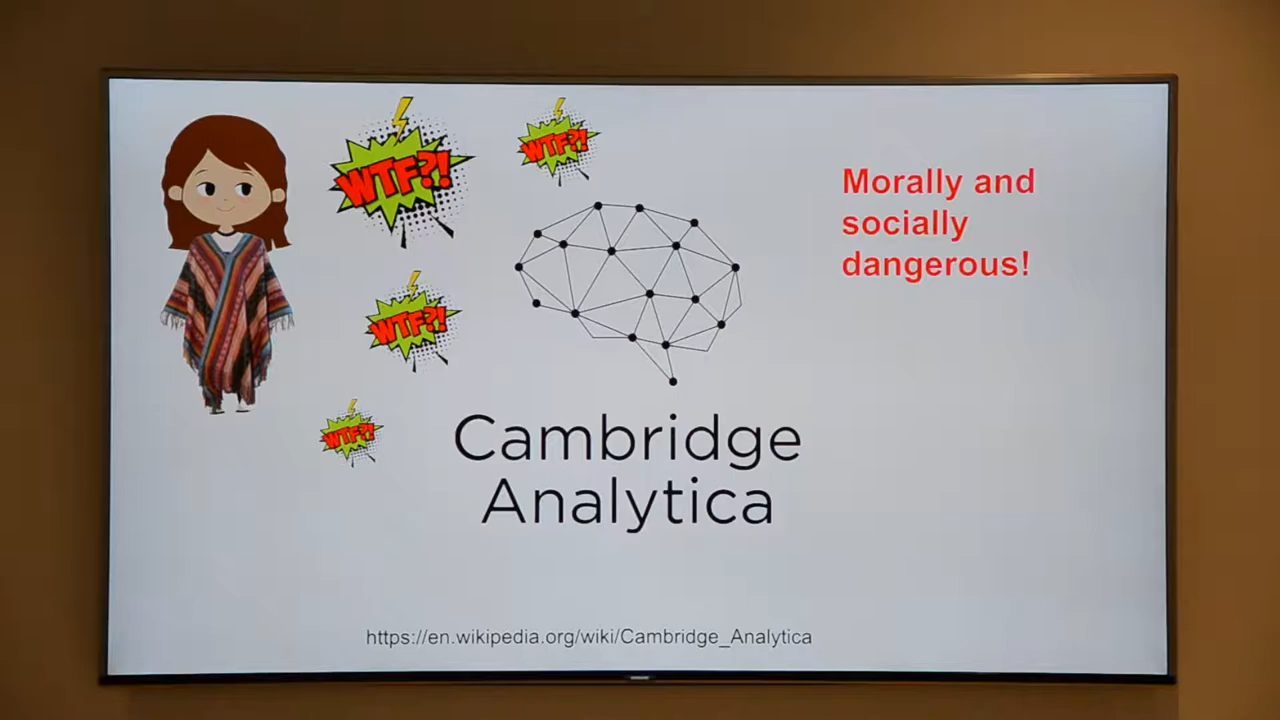 WTF?!
WTF?!
WTF?!
WTF?!
Morally and
socially
dangerous!
Cambridge
Analytica
https://en.wikipedia.org/wiki/Cambridge_Analytica